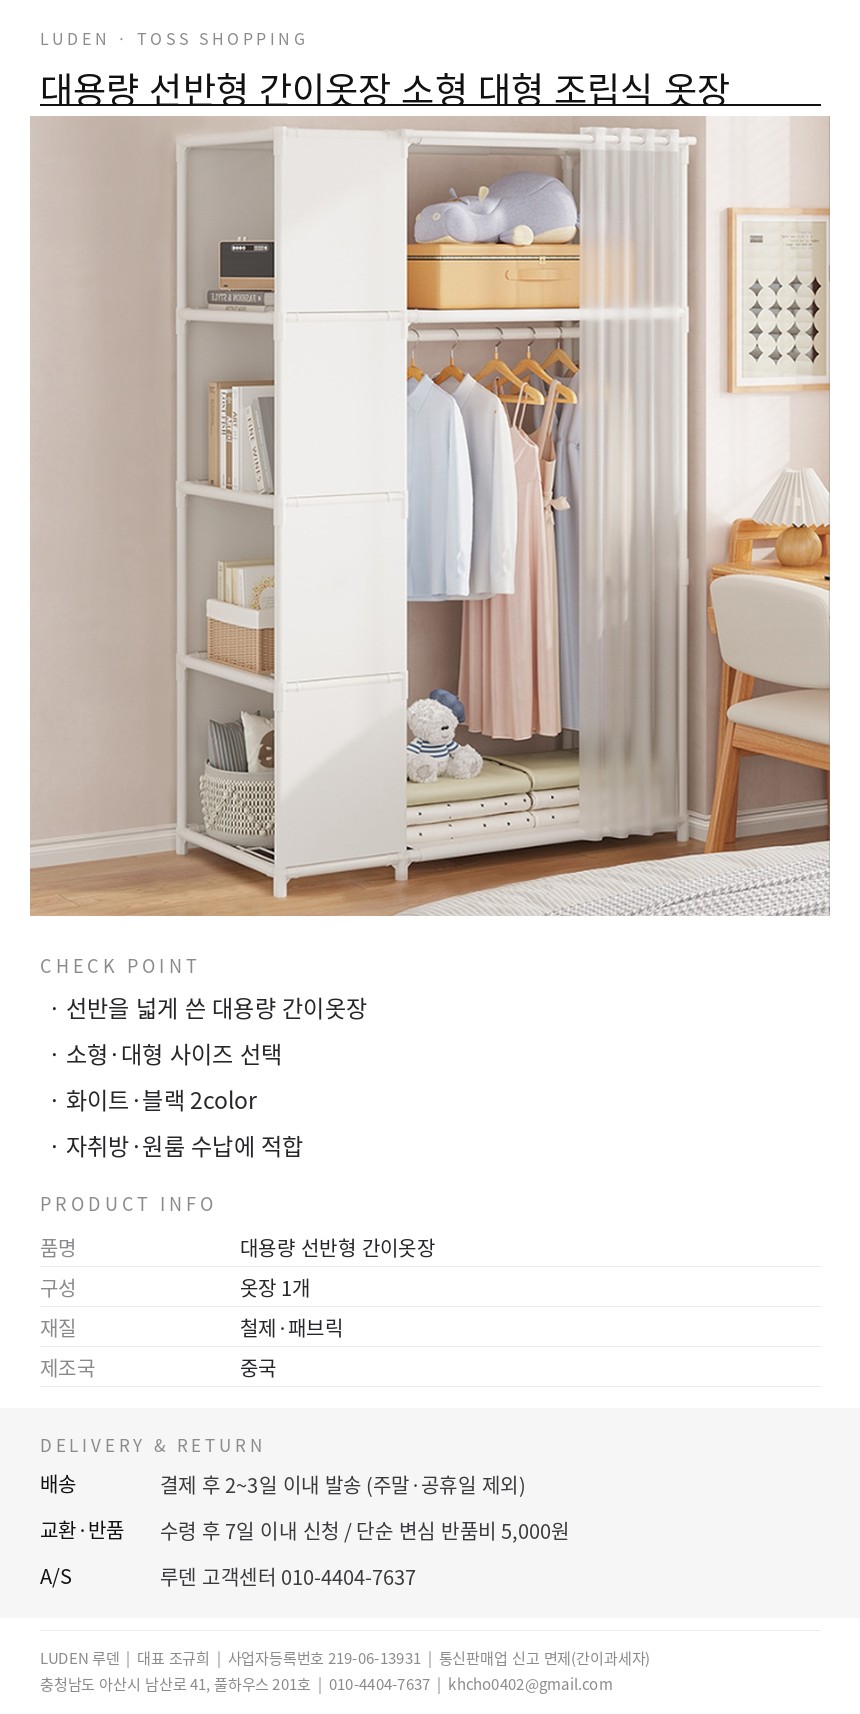 LUDEN · TOSS SHOPPING
대용량 선반형 간이옷장 소형 대형 조립식 옷장
FASHION & STYLE
FINE WINES
CHECK POINT
· 선반을 넓게 쓴 대용량 간이옷장
· 소형·대형 사이즈 선택
· 화이트·블랙 2color
· 자취방·원룸 수납에 적합
PRODUCT INFO
품명 대용량 선반형 간이옷장
구성 옷장 1개
재질 철제·패브릭
제조국 중국
DELIVERY & RETURN
배송 결제 후 2~3일 이내 발송 (주말·공휴일 제외)
교환·반품 수령 후 7일 이내 신청 / 단순 변심 반품비 5,000원
A/S 루덴 고객센터 010-4404-7637
LUDEN 루덴 | 대표 조규희 | 사업자등록번호 219-06-13931 | 통신판매업 신고 면제(간이과세자)
충청남도 아산시 남산로 41, 풀하우스 201호 | 010-4404-7637 | khcho0402@gmail.com